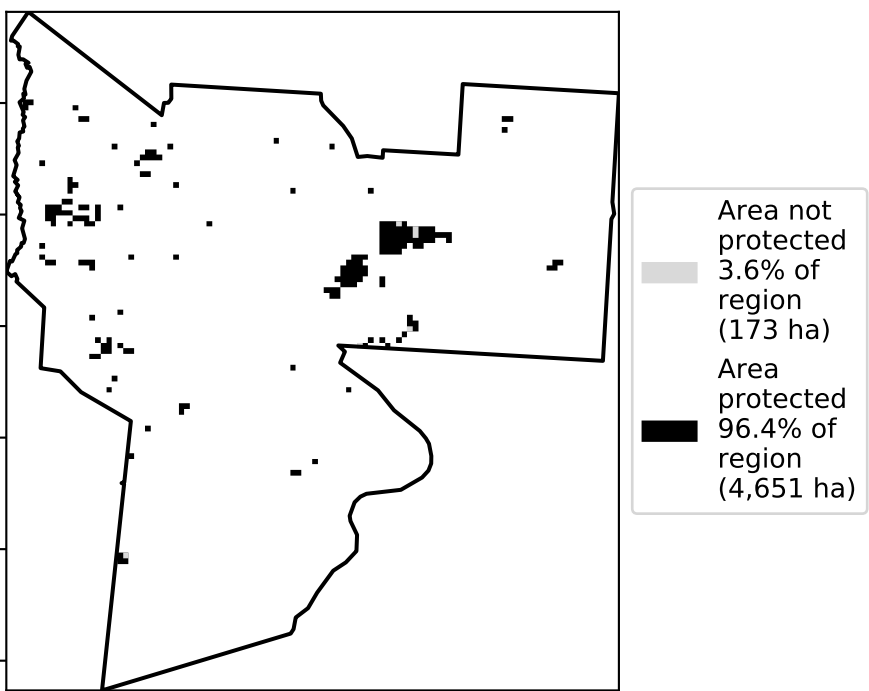 Area not
protected
3.6% of
region
(173 ha)
Area
protected
96.4% of
region
(4,651 ha)